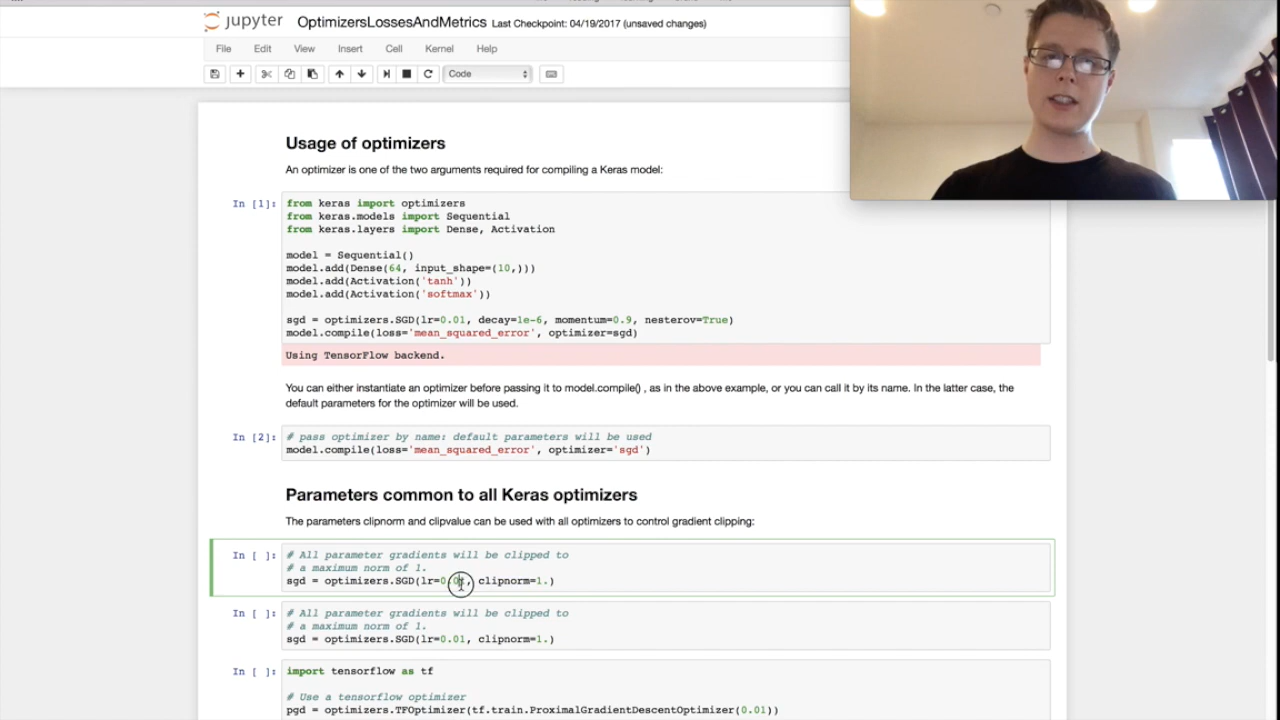 jupyter OptimizersLossesAndMetrics Last Checkpoint: 04/19/2017 (unsaved changes)
File Edit View Insert Cell Kernel Help
Code
Usage of optimizers
An optimizer is one of the two arguments required for compiling a Keras model:
In [1]: from keras import optimizers
from keras.models import Sequential
from keras.layers import Dense, Activation
model = Sequential()
model.add(Dense(64, input_shape=(10,)))
model.add(Activation('tanh'))
model.add(Activation('softmax'))
sgd = optimizers.SGD(lr=0.01, decay=1e-6, momentum=0.9, nesterov=True)
model.compile(loss='mean_squared_error', optimizer=sgd)
Using TensorFlow backend.
You can either instantiate an optimizer before passing it to model.compile() , as in the above example, or you can call it by its name. In the latter case, the
default parameters for the optimizer will be used.
In [2]: # pass optimizer by name: default parameters will be used
model.compile(loss='mean_squared_error', optimizer='sgd')
Parameters common to all Keras optimizers
The parameters clipnorm and clipvalue can be used with all optimizers to control gradient clipping:
In [ ]: # All parameter gradients will be clipped to
# a maximum norm of 1.
sgd = optimizers.SGD(lr=0.01, clipnorm=1.)
In [ ]: # All parameter gradients will be clipped to
# a maximum norm of 1.
sgd = optimizers.SGD(lr=0.01, clipnorm=1.)
In [ ]: import tensorflow as tf
# Use a tensorflow optimizer
pgd = optimizers.TFOptimizer(tf.train.ProximalGradientDescentOptimizer(0.01))